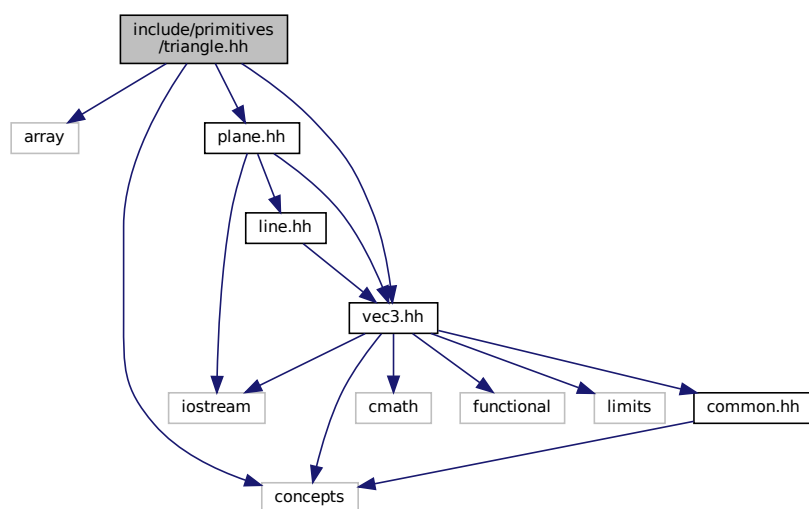 include/primitives
/triangle.hh
array
plane.hh
line.hh
vec3.hh
iostream
cmath
functional
limits
common.hh
concepts